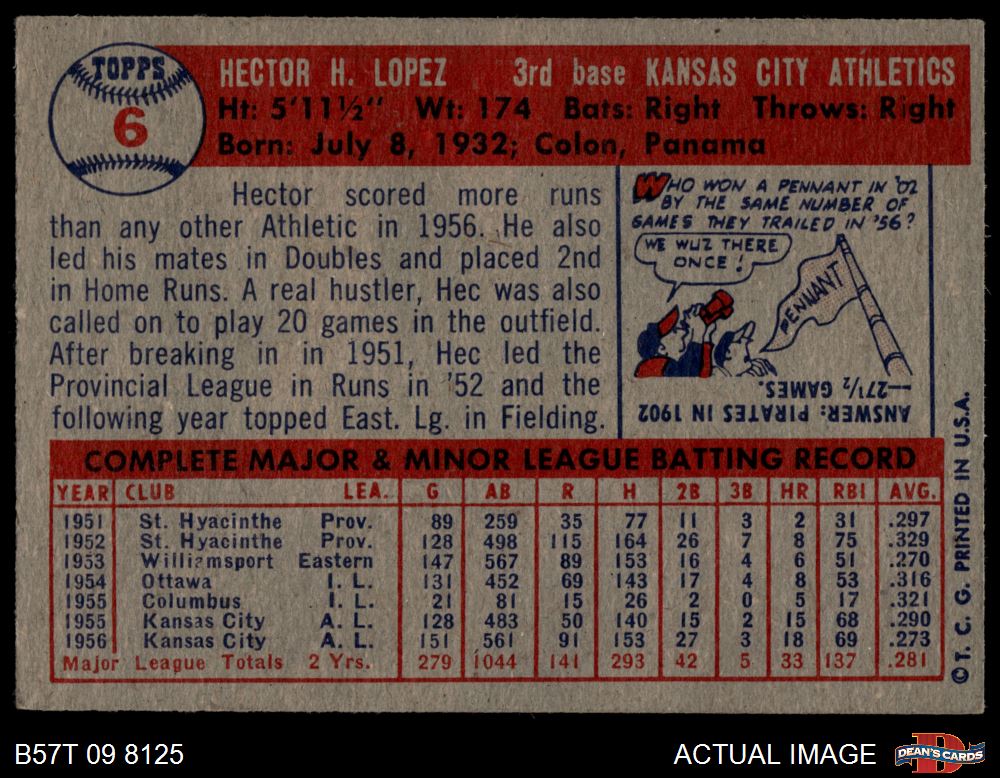 TOPPS
6
HECTOR H. LOPEZ 3rd base KANSAS CITY ATHLETICS
Ht: 5'11½" Wt: 174 Bats: Right Throws: Right
Born: July 8, 1932; Colon, Panama
Hector scored more runs
than any other Athletic in 1956. He also
led his mates in Doubles and placed 2nd
in Home Runs. A real hustler, Hec was also
called on to play 20 games in the outfield.
After breaking in in 1951, Hec led the
Provincial League in Runs in '52 and the
following year topped East. Lg. in Fielding.
WHO WON A PENNANT IN '02
BY THE SAME NUMBER OF
GAMES THEY TRAILED IN '56?
WE WUZ THERE
ONCE!
PENNANT
ANSWER: PIRATES IN 1902
—27½ GAMES.
COMPLETE MAJOR & MINOR LEAGUE BATTING RECORD
YEAR CLUB LEA. G AB R H 2B 3B HR RBI AVG.
1951 St. Hyacinthe Prov. 89 259 35 77 11 3 2 31 .297
1952 St. Hyacinthe Prov. 128 498 115 164 26 7 8 75 .329
1953 Williamsport Eastern 147 567 89 153 16 4 6 51 .270
1954 Ottawa I. L. 131 452 69 143 17 4 8 53 .316
1955 Columbus I. L. 21 81 15 26 2 0 5 17 .321
1955 Kansas City A. L. 128 483 50 140 15 2 15 68 .290
1956 Kansas City A. L. 151 561 91 153 27 3 18 69 .273
Major League Totals 2 Yrs. 279 1044 141 293 42 5 33 137 .281
©T. C. G. PRINTED IN U.S.A.
B57T 09 8125
ACTUAL IMAGE
DEAN'S CARDS